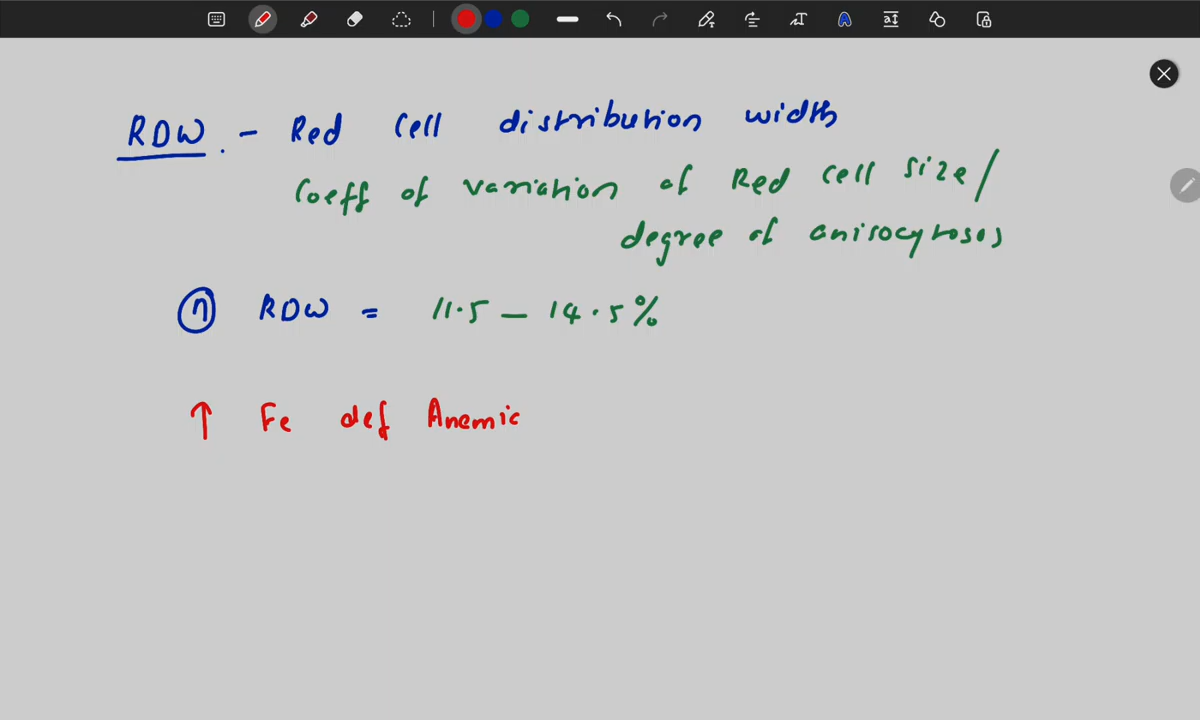 RDW. - Red cell distribution width
Coeff of variation of Red cell size/
degree of anisocytosis
n RDW = 11.5 - 14.5%
↑ Fe def Anemic